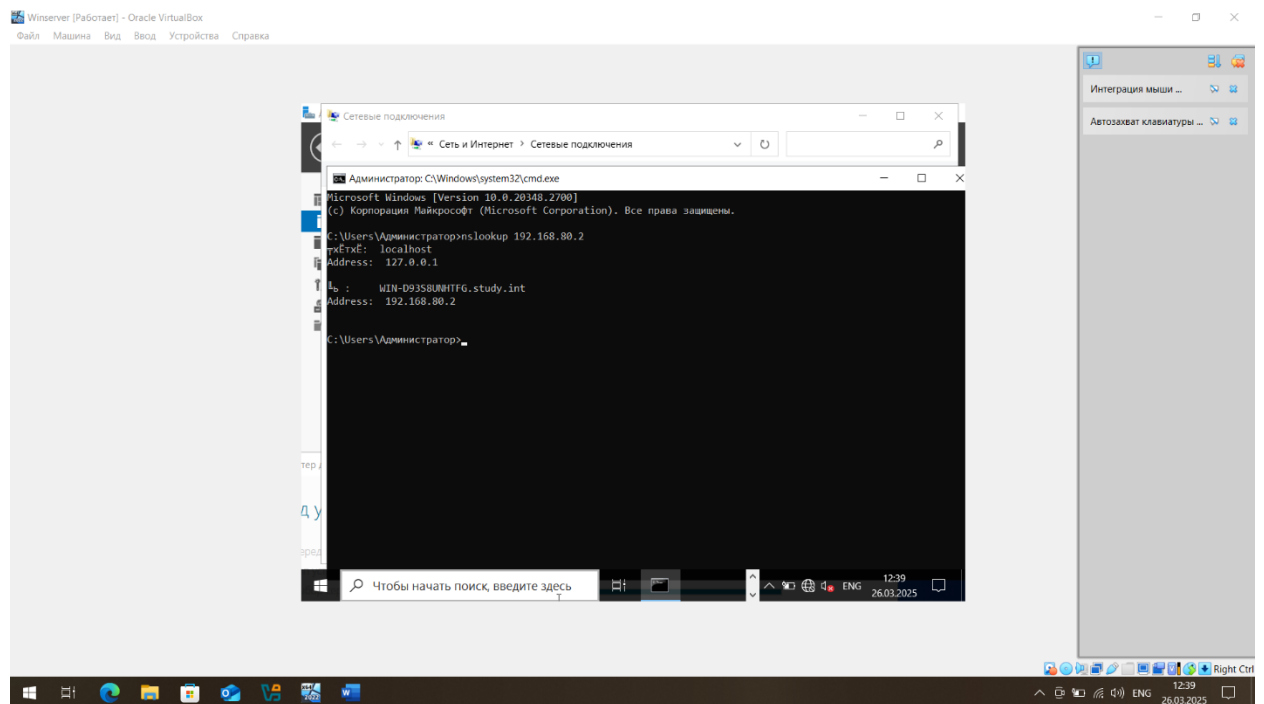 Winserver [Работает] - Oracle VirtualBox
Файл Машина Вид Ввод Устройства Справка
Интеграция мыши ...
Автозахват клавиатуры ...
Сетевые подключения
« Сеть и Интернет > Сетевые подключения
Администратор: C:\Windows\system32\cmd.exe
Microsoft Windows [Version 10.0.20348.2700]
(c) Корпорация Майкрософт (Microsoft Corporation). Все права защищены.
C:\Users\Администратор>nslookup 192.168.80.2
╤хЁтхЁ: localhost
Address: 127.0.0.1
╚ь : WIN-D93S8UNHTFG.study.int
Address: 192.168.80.2
C:\Users\Администратор>
тер
д у
еред
Чтобы начать поиск, введите здесь
ENG
12:39
26.03.2025
Right Ctrl
ENG
12:39
26.03.2025